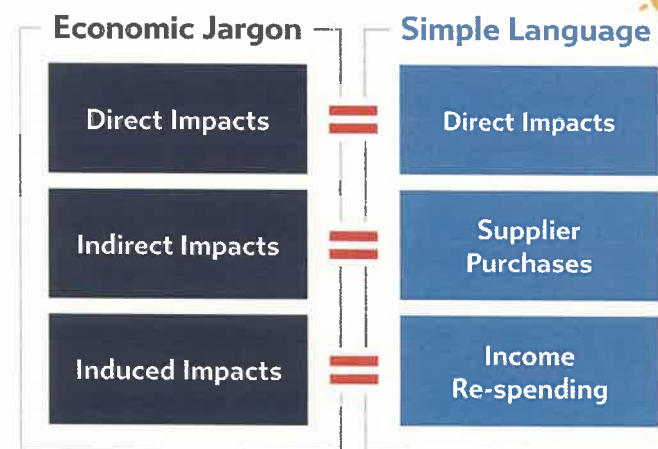 Economic Jargon
Simple Language
Direct Impacts
=
Direct Impacts
Indirect Impacts
=
Supplier
Purchases
Induced Impacts
=
Income
Re-spending